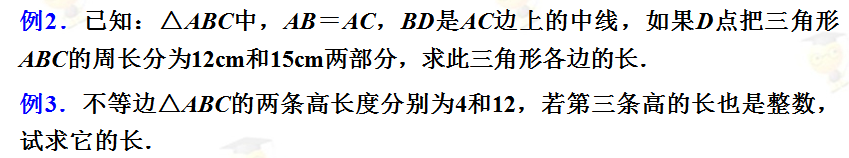 例2．已知：△ABC中，AB＝AC，BD是AC边上的中线，如果D点把三角形
ABC的周长分为12cm和15cm两部分，求此三角形各边的长．
例3．不等边△ABC的两条高长度分别为4和12，若第三条高的长也是整数，
试求它的长．